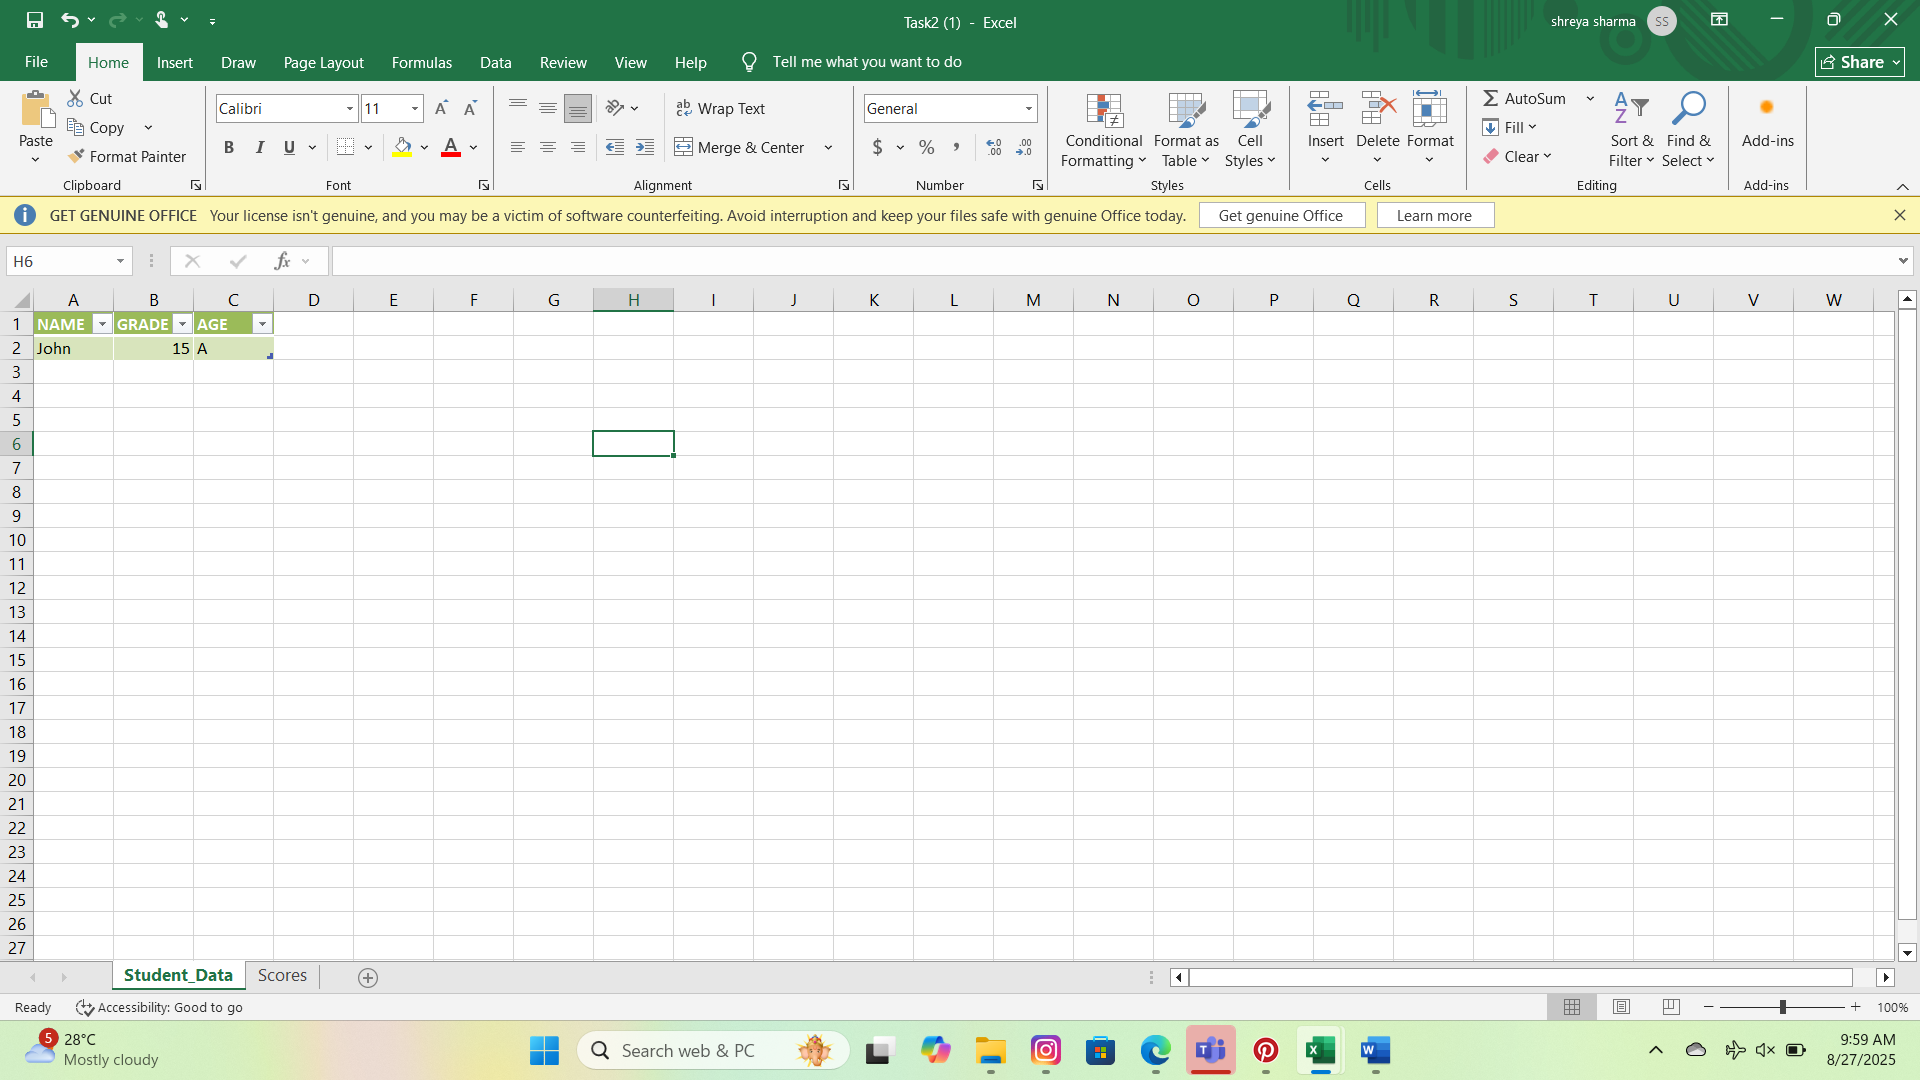 Task2 (1) - Excel
shreya sharma SS
File Home Insert Draw Page Layout Formulas Data Review View Help Tell me what you want to do Share
Paste
Cut
Copy
Format Painter
Clipboard
Calibri 11
B I U A
Font
ab Wrap Text
Merge & Center
Alignment
General
$ % ,
Number
Conditional Formatting
Format as Table
Cell Styles
Styles
Insert
Delete
Format
Cells
AutoSum
Fill
Clear
Sort & Filter
Find & Select
Editing
Add-ins
Add-ins
GET GENUINE OFFICE Your license isn't genuine, and you may be a victim of software counterfeiting. Avoid interruption and keep your files safe with genuine Office today. Get genuine Office Learn more
H6 fx
A B C D E F G H I J K L M N O P Q R S T U V W
1 NAME GRADE AGE
2 John 15 A
3
4
5
6
7
8
9
10
11
12
13
14
15
16
17
18
19
20
21
22
23
24
25
26
27
Student_Data Scores
Ready Accessibility: Good to go 100%
5 28°C
Mostly cloudy
Search web & PC
9:59 AM
8/27/2025